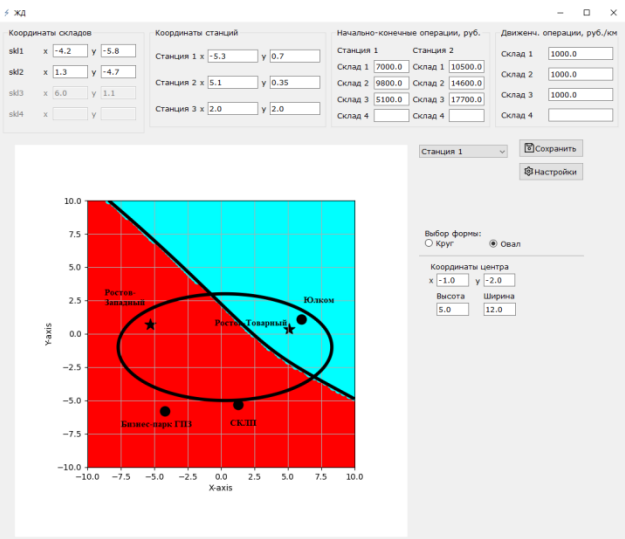 ЖД
Координаты складов
skl1 x -4.2 y -5.8
skl2 x 1.3 y -4.7
skl3 x 6.0 y 1.1
skl4 x y
Координаты станций
Станция 1 x -5.3 y 0.7
Станция 2 x 5.1 y 0.35
Станция 3 x 2.0 y 2.0
Начально-конечные операции, руб.
Станция 1 Станция 2
Склад 1 7000.0 Склад 1 10500.0
Склад 2 9800.0 Склад 2 14600.0
Склад 3 5100.0 Склад 3 17700.0
Склад 4 Склад 4
Движенч. операции, руб./км
Склад 1 1000.0
Склад 2 1000.0
Склад 3 1000.0
Склад 4
Станция 1
Сохранить
Настройки
Выбор формы:
Круг Овал
Координаты центра
x -1.0 y -2.0
Высота Ширина
5.0 12.0
10.0
7.5
5.0
2.5
0.0
−2.5
−5.0
−7.5
−10.0
Y-axis
Ростов-
Западный
Юлком
Ростов-Товарный
Бизнес-парк ГПЗ
СКЛП
−10.0 −7.5 −5.0 −2.5 0.0 2.5 5.0 7.5 10.0
X-axis